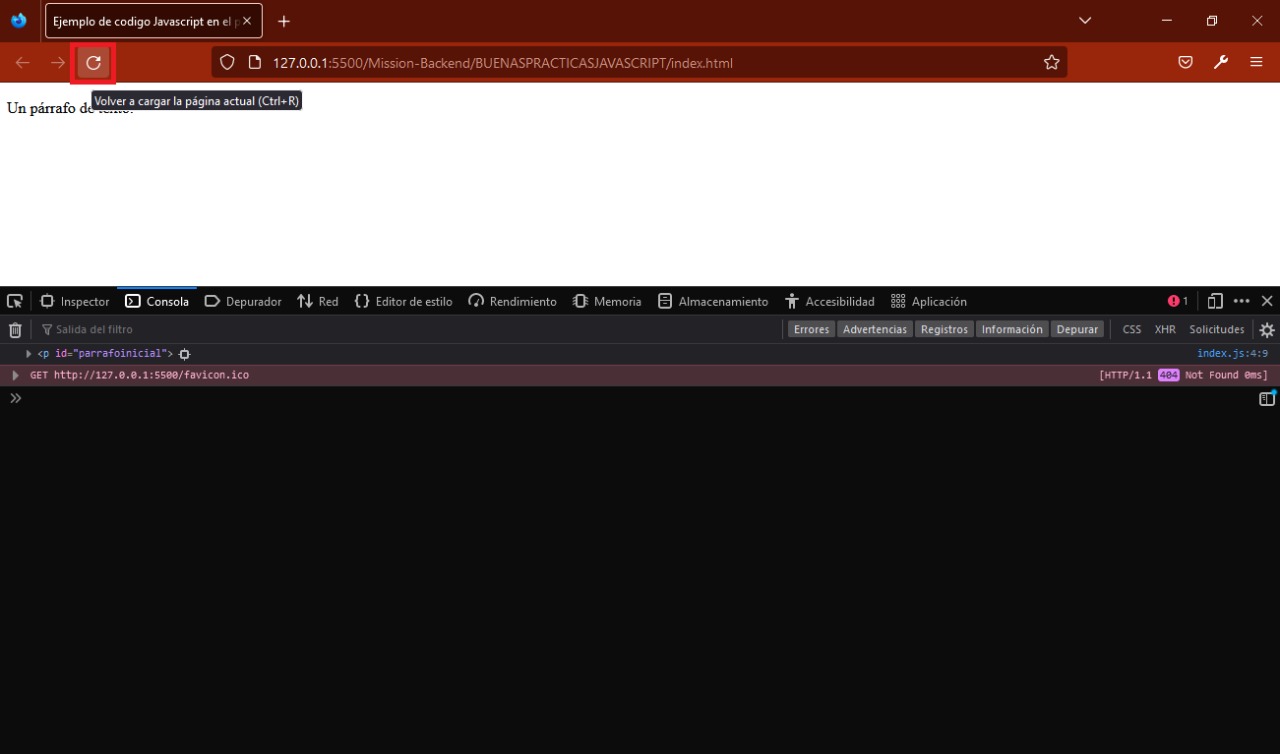 Ejemplo de codigo Javascript en el p
127.0.0.1:5500/Mission-Backend/BUENASPRACTICASJAVASCRIPT/index.html
Volver a cargar la página actual (Ctrl+R)
Un párrafo de texto.
Inspector Consola Depurador Red Editor de estilo Rendimiento Memoria Almacenamiento Accesibilidad Aplicación 1
Salida del filtro Errores Advertencias Registros Información Depurar CSS XHR Solicitudes
<p id="parrafoinicial"> index.js:4:9
GET http://127.0.0.1:5500/favicon.ico [HTTP/1.1 404 Not Found 0ms]